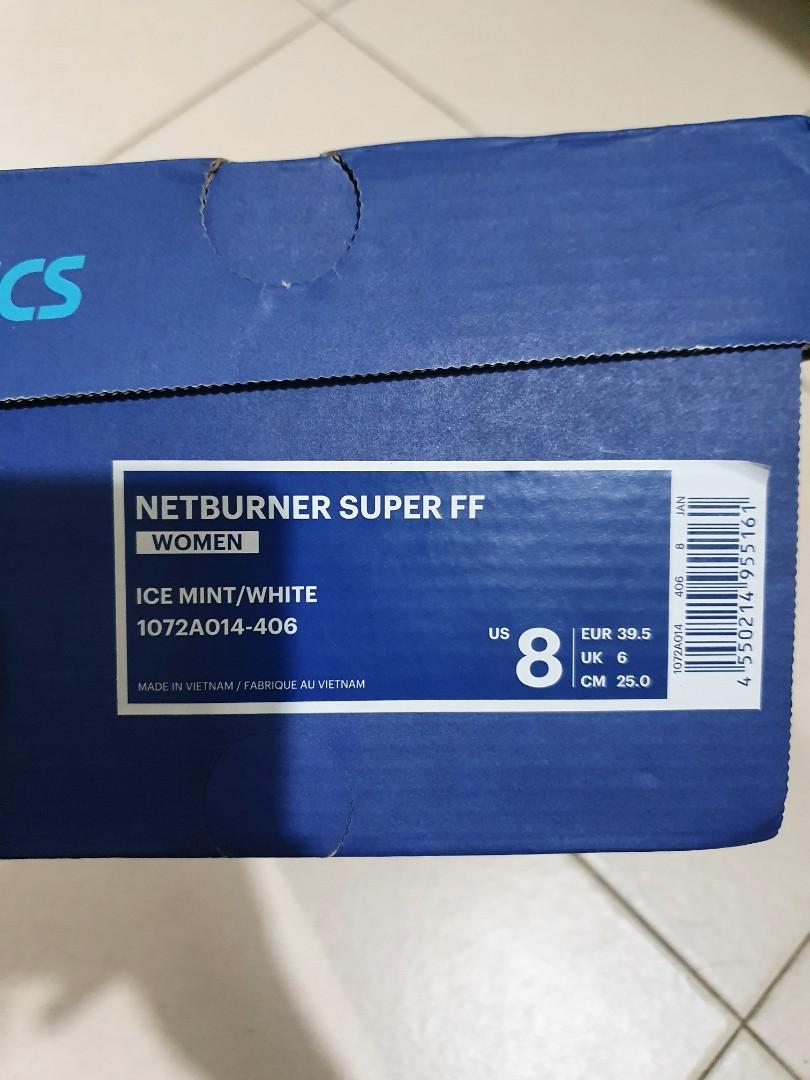 CS
NETBURNER SUPER FF
WOMEN
ICE MINT/WHITE
1072A014-406
MADE IN VIETNAM / FABRIQUE AU VIETNAM
US 8
EUR 39.5
UK 6
CM 25.0
1072A014 406 8 JAN
4 550214 955161